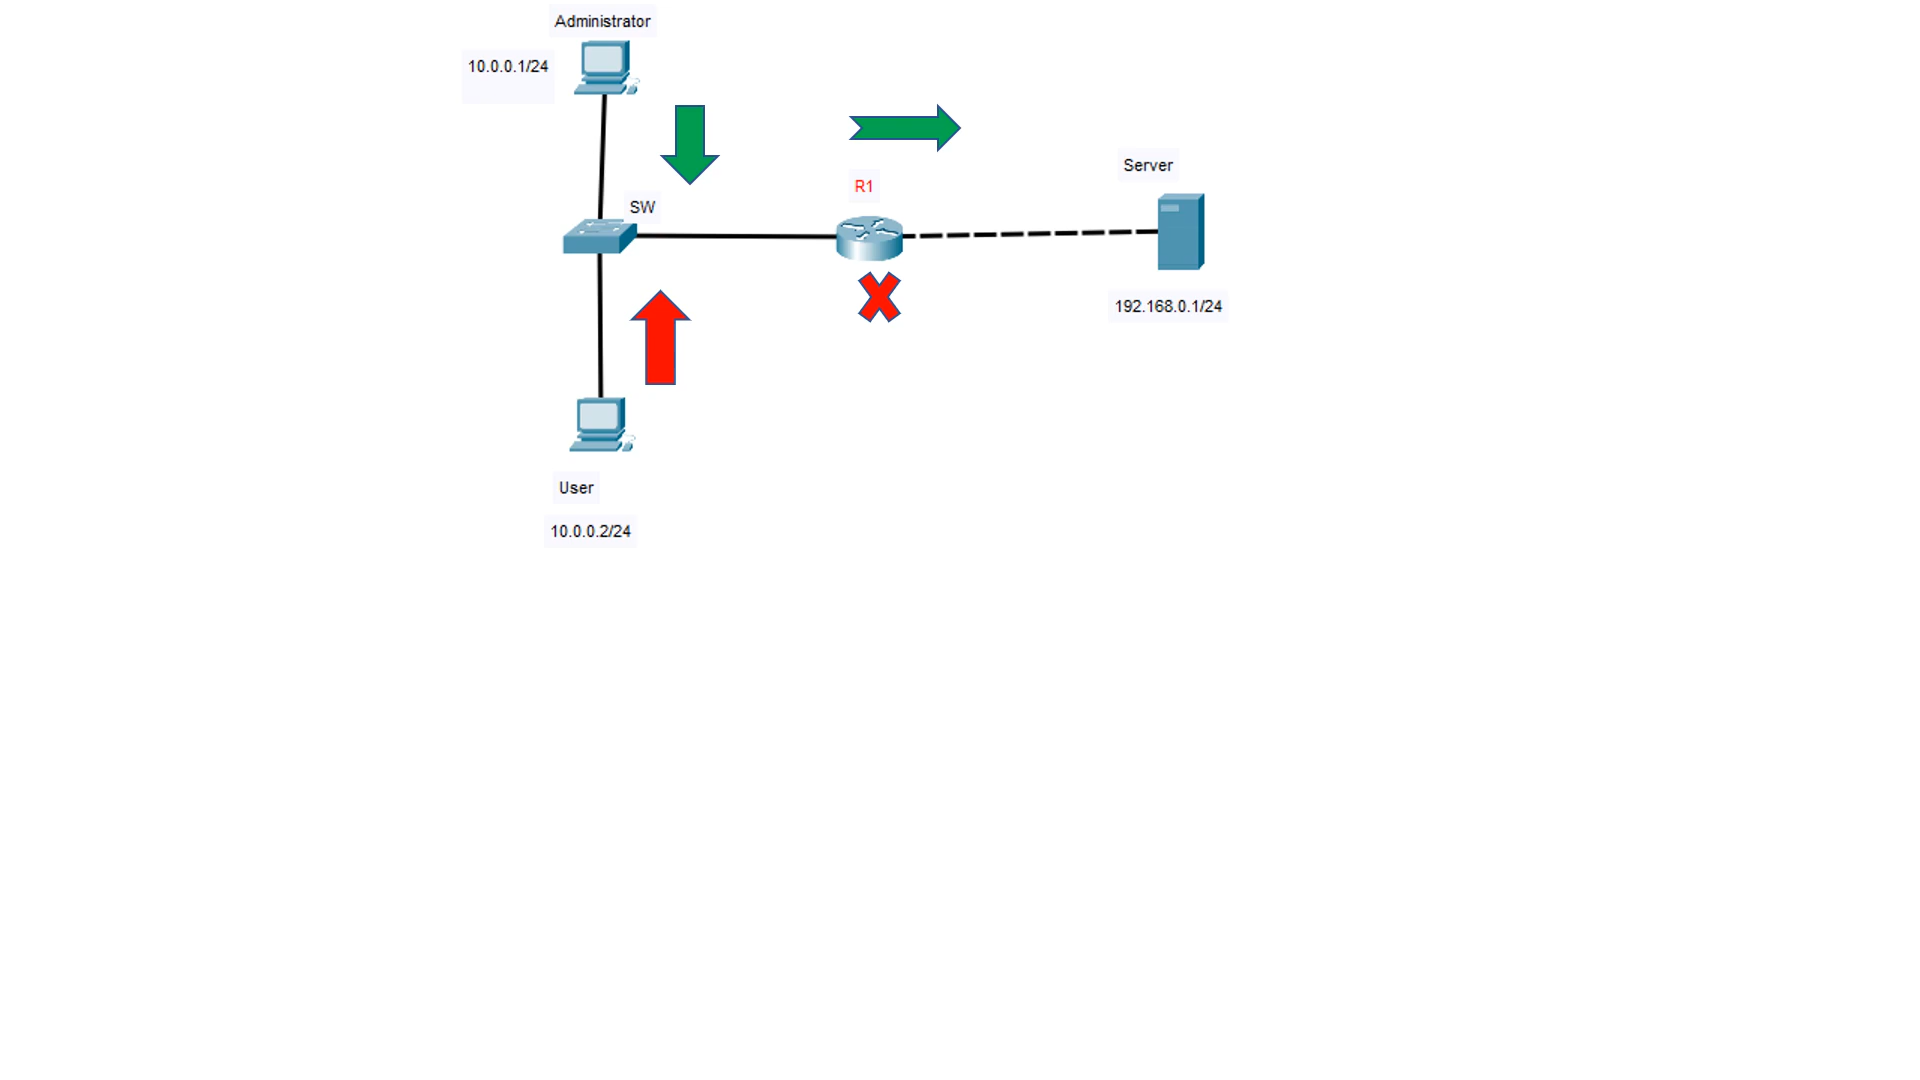 Administrator
10.0.0.1/24
SW
R1
Server
192.168.0.1/24
User
10.0.0.2/24